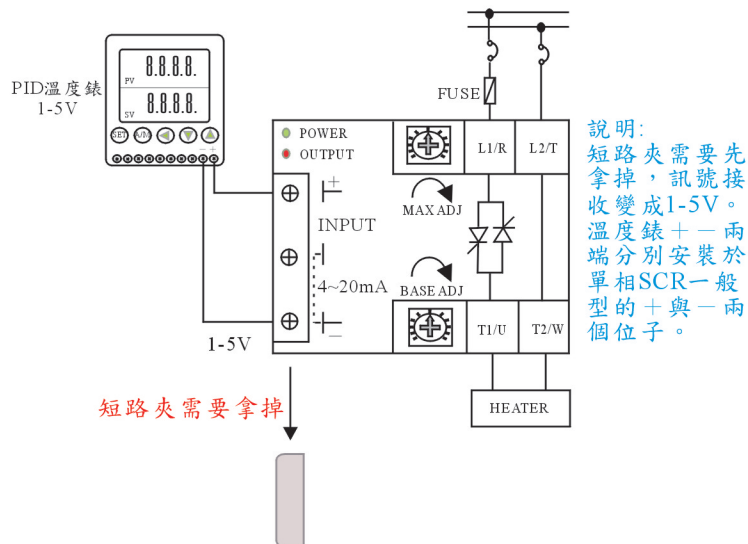 PID溫度錶
1-5V
8.8.8.8.
PV
8.8.8.8.
SV
SET
A/M
- +
FUSE
POWER
OUTPUT
L1/R
L2/T
MAX ADJ
+
INPUT
4~20mA
−
BASE ADJ
T1/U
T2/W
1-5V
HEATER
短路夾需要拿掉
說明:
短路夾需要先
拿掉，訊號接
收變成1-5V。
溫度錶＋－兩
端分別安裝於
單相SCR一般
型的＋與－兩
個位子。